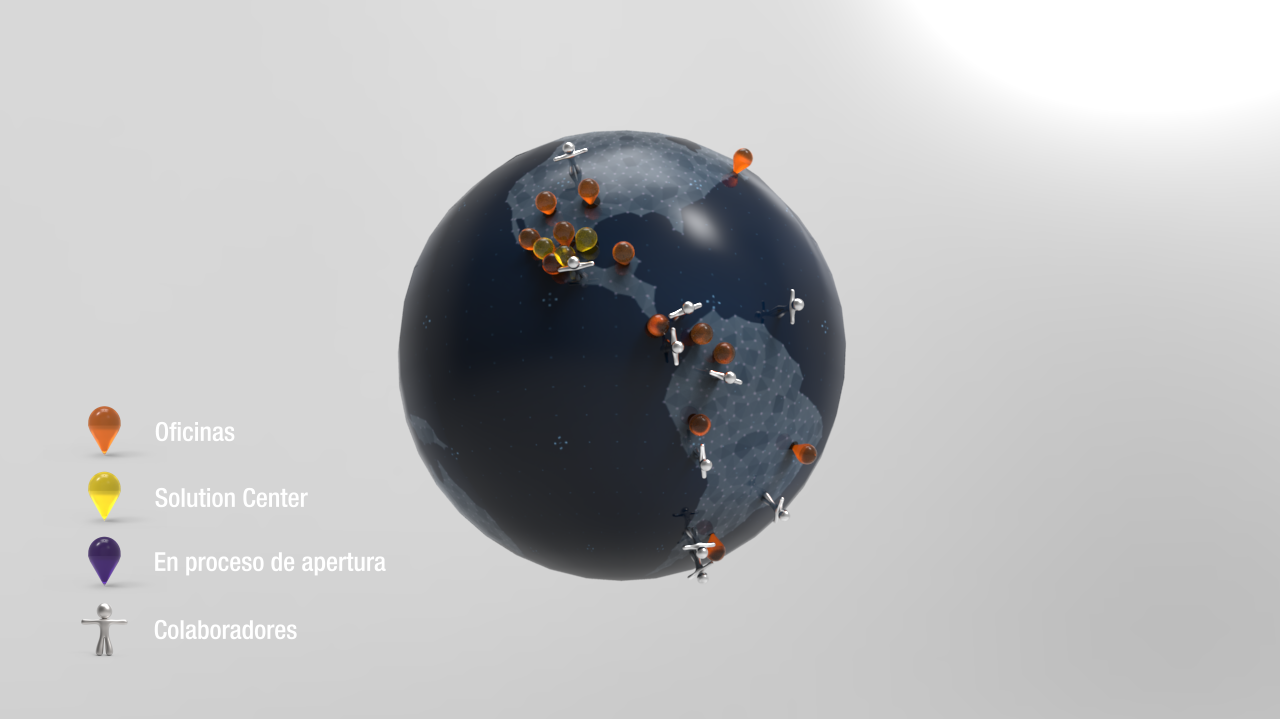 Oficinas
Solution Center
En proceso de apertura
Colaboradores